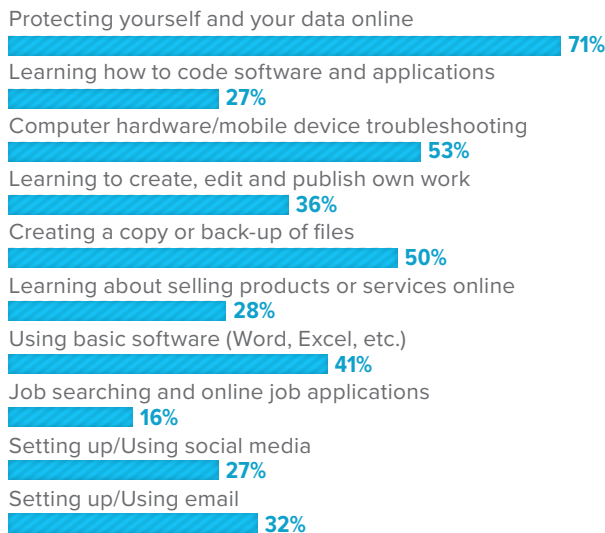 Protecting yourself and your data online
71%
Learning how to code software and applications
27%
Computer hardware/mobile device troubleshooting
53%
Learning to create, edit and publish own work
36%
Creating a copy or back-up of files
50%
Learning about selling products or services online
28%
Using basic software (Word, Excel, etc.)
41%
Job searching and online job applications
16%
Setting up/Using social media
27%
Setting up/Using email
32%